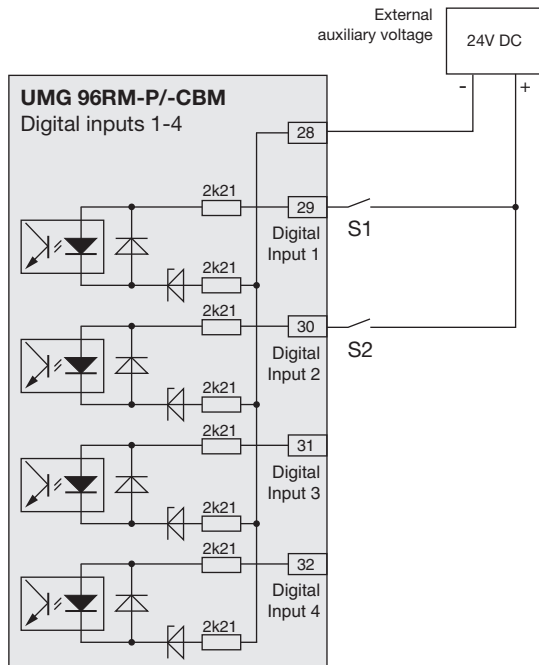 External
auxiliary voltage
24V DC
- +
UMG 96RM-P/-CBM
Digital inputs 1-4
28
2k21
29
S1
Digital
Input 1
2k21
2k21
30
S2
Digital
Input 2
2k21
2k21
31
Digital
Input 3
2k21
2k21
32
Digital
Input 4
2k21